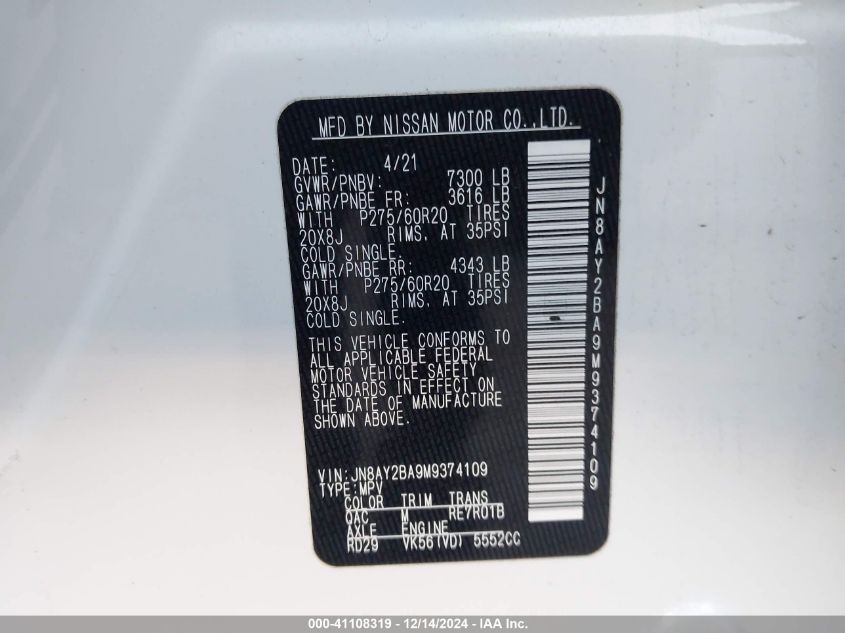 MFD BY NISSAN MOTOR CO.,LTD.
DATE: 4/21
GVWR/PNBV: 7300 LB
GAWR/PNBE FR: 3616 LB
WITH P275/60R20 TIRES
20X8J RIMS, AT 35PSI
COLD SINGLE.
GAWR/PNBE RR: 4343 LB
WITH P275/60R20 TIRES
20X8J RIMS, AT 35PSI
COLD SINGLE.
THIS VEHICLE CONFORMS TO
ALL APPLICABLE FEDERAL
MOTOR VEHICLE SAFETY
STANDARDS IN EFFECT ON
THE DATE OF MANUFACTURE
SHOWN ABOVE.
VIN:JN8AY2BA9M9374109
TYPE:MPV
COLOR TRIM TRANS
QAC M RE7R01B
AXLE ENGINE
RD29 VK56(VD) 5552CC
JN8AY2BA9M9374109
000-41108319 - 12/14/2024 - IAA Inc.